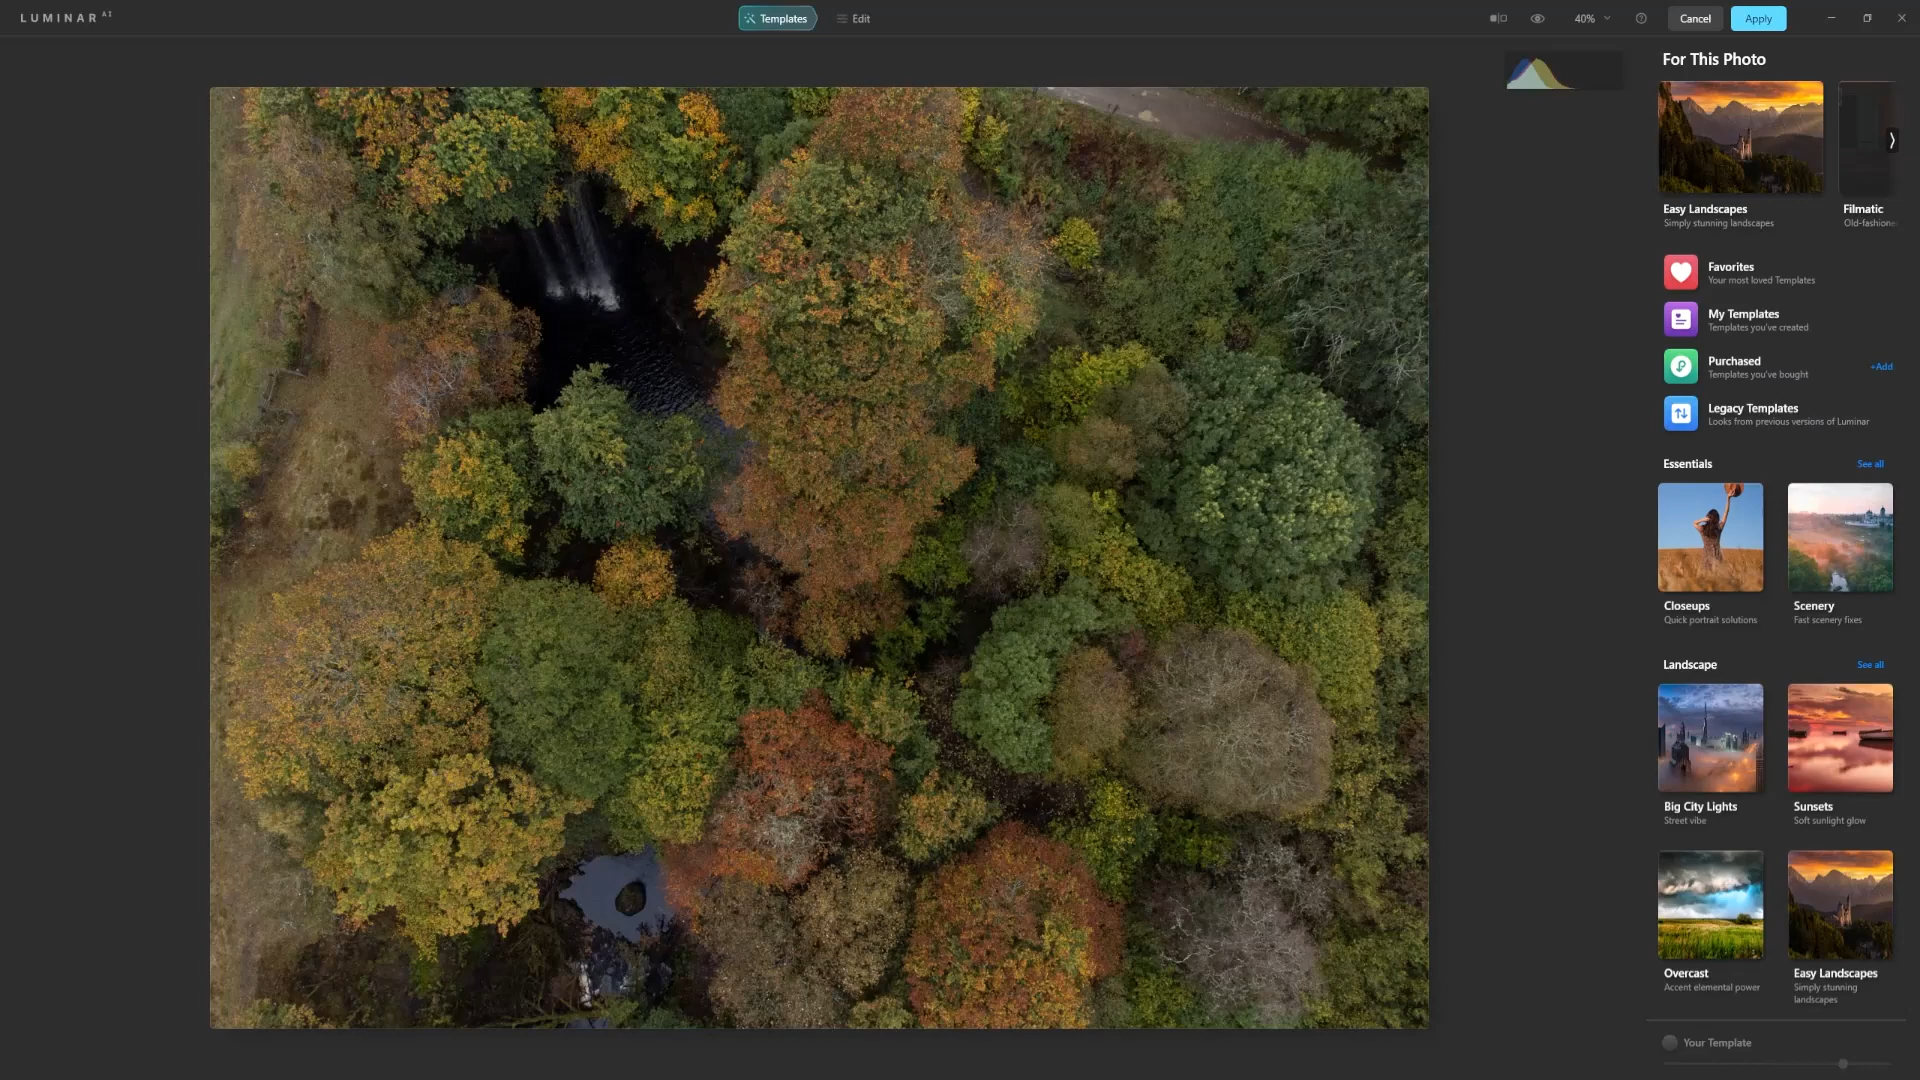 LUMINAR AI
Templates
Edit
40%
Cancel
Apply
For This Photo
Easy Landscapes
Simply stunning landscapes
Filmatic
Old-fashione
Favorites
Your most loved Templates
My Templates
Templates you've created
Purchased
Templates you've bought
+Add
Legacy Templates
Looks from previous versions of Luminar
Essentials
See all
Closeups
Quick portrait solutions
Scenery
Fast scenery fixes
Landscape
See all
Big City Lights
Street vibe
Sunsets
Soft sunlight glow
Overcast
Accent elemental power
Easy Landscapes
Simply stunning
landscapes
Your Template